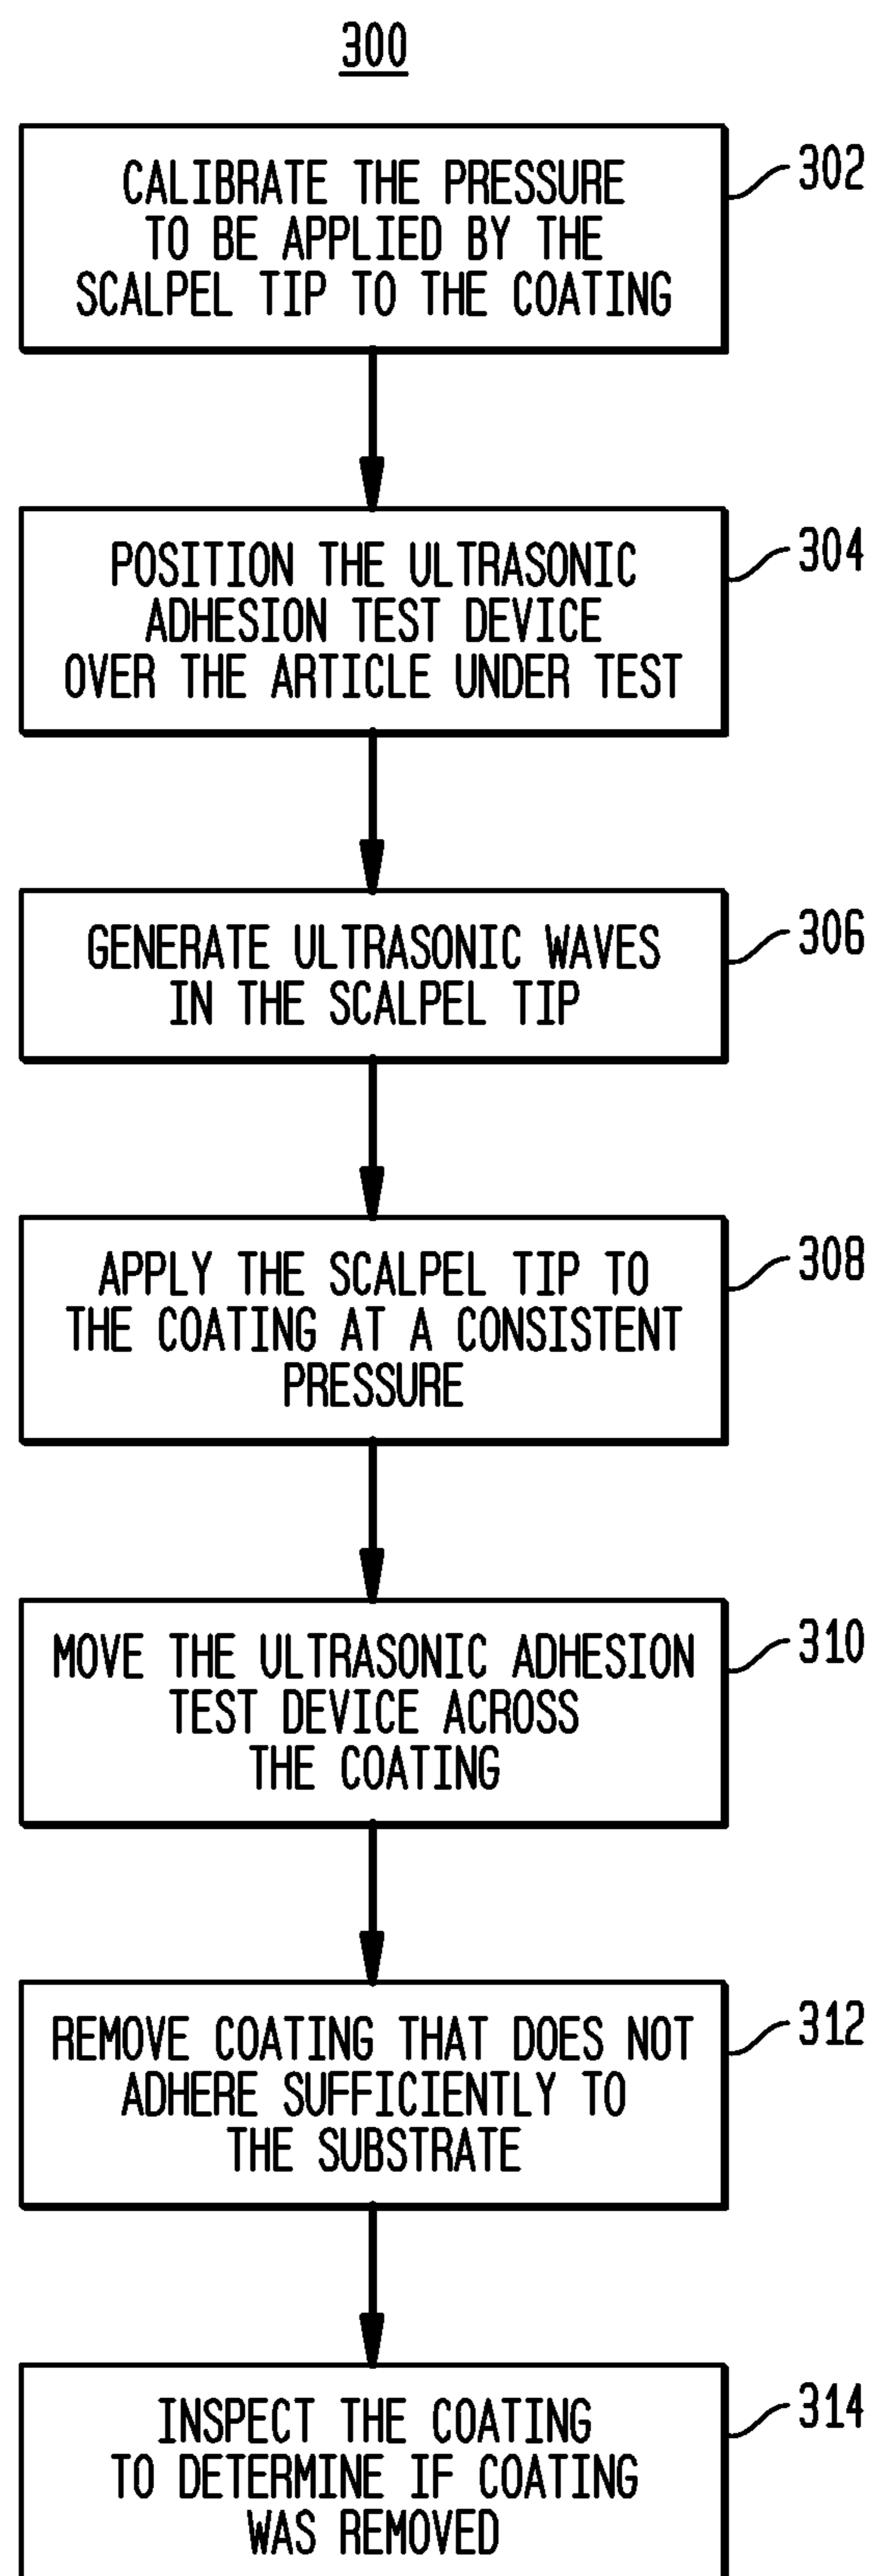 300
CALIBRATE THE PRESSURE
TO BE APPLIED BY THE
SCALPEL TIP TO THE COATING
302
POSITION THE ULTRASONIC
ADHESION TEST DEVICE
OVER THE ARTICLE UNDER TEST
304
GENERATE ULTRASONIC WAVES
IN THE SCALPEL TIP
306
APPLY THE SCALPEL TIP TO
THE COATING AT A CONSISTENT
PRESSURE
308
MOVE THE ULTRASONIC ADHESION
TEST DEVICE ACROSS
THE COATING
310
REMOVE COATING THAT DOES NOT
ADHERE SUFFICIENTLY TO
THE SUBSTRATE
312
INSPECT THE COATING
TO DETERMINE IF COATING
WAS REMOVED
314